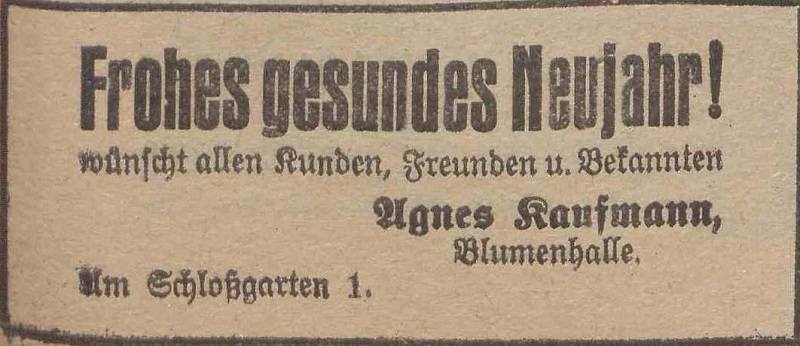 Frohes gesundes Neujahr!
wünscht allen Kunden, Freunden u. Bekannten
Agnes Kaufmann,
Blumenhalle.
Am Schloßgarten 1.